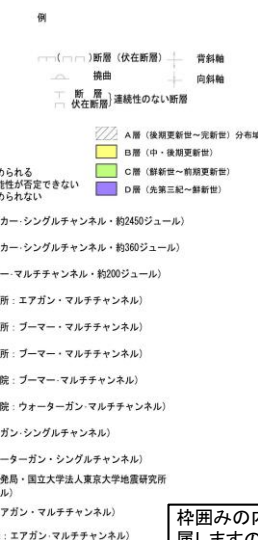 例
断層 (伏在断層) 背斜軸
撓曲 向斜軸
断層
伏在断層 連続性のない断層
A層 (後期更新世~完新世) 分布域
B層 (中・後期更新世)
められる C層 (鮮新世~前期更新世)
能性が否定できない
められない D層 (先第三紀~鮮新世)
カー・シングルチャンネル・約2450ジュール)
カー・シングルチャンネル・約360ジュール)
ー・マルチチャンネル・約200ジュール)
所:エアガン・マルチチャンネル)
所:ブーマー・マルチチャンネル)
所:ブーマー・マルチチャンネル)
院:ブーマー・マルチチャンネル)
院:ウォーターガン・マルチチャンネル)
ガン・シングルチャンネル)
ーターガン・シングルチャンネル)
発局・国立大学法人東京大学地震研究所
ル)
アガン・マルチチャンネル)
:エアガン・マルチチャンネル)
枠囲みの内
属しますの